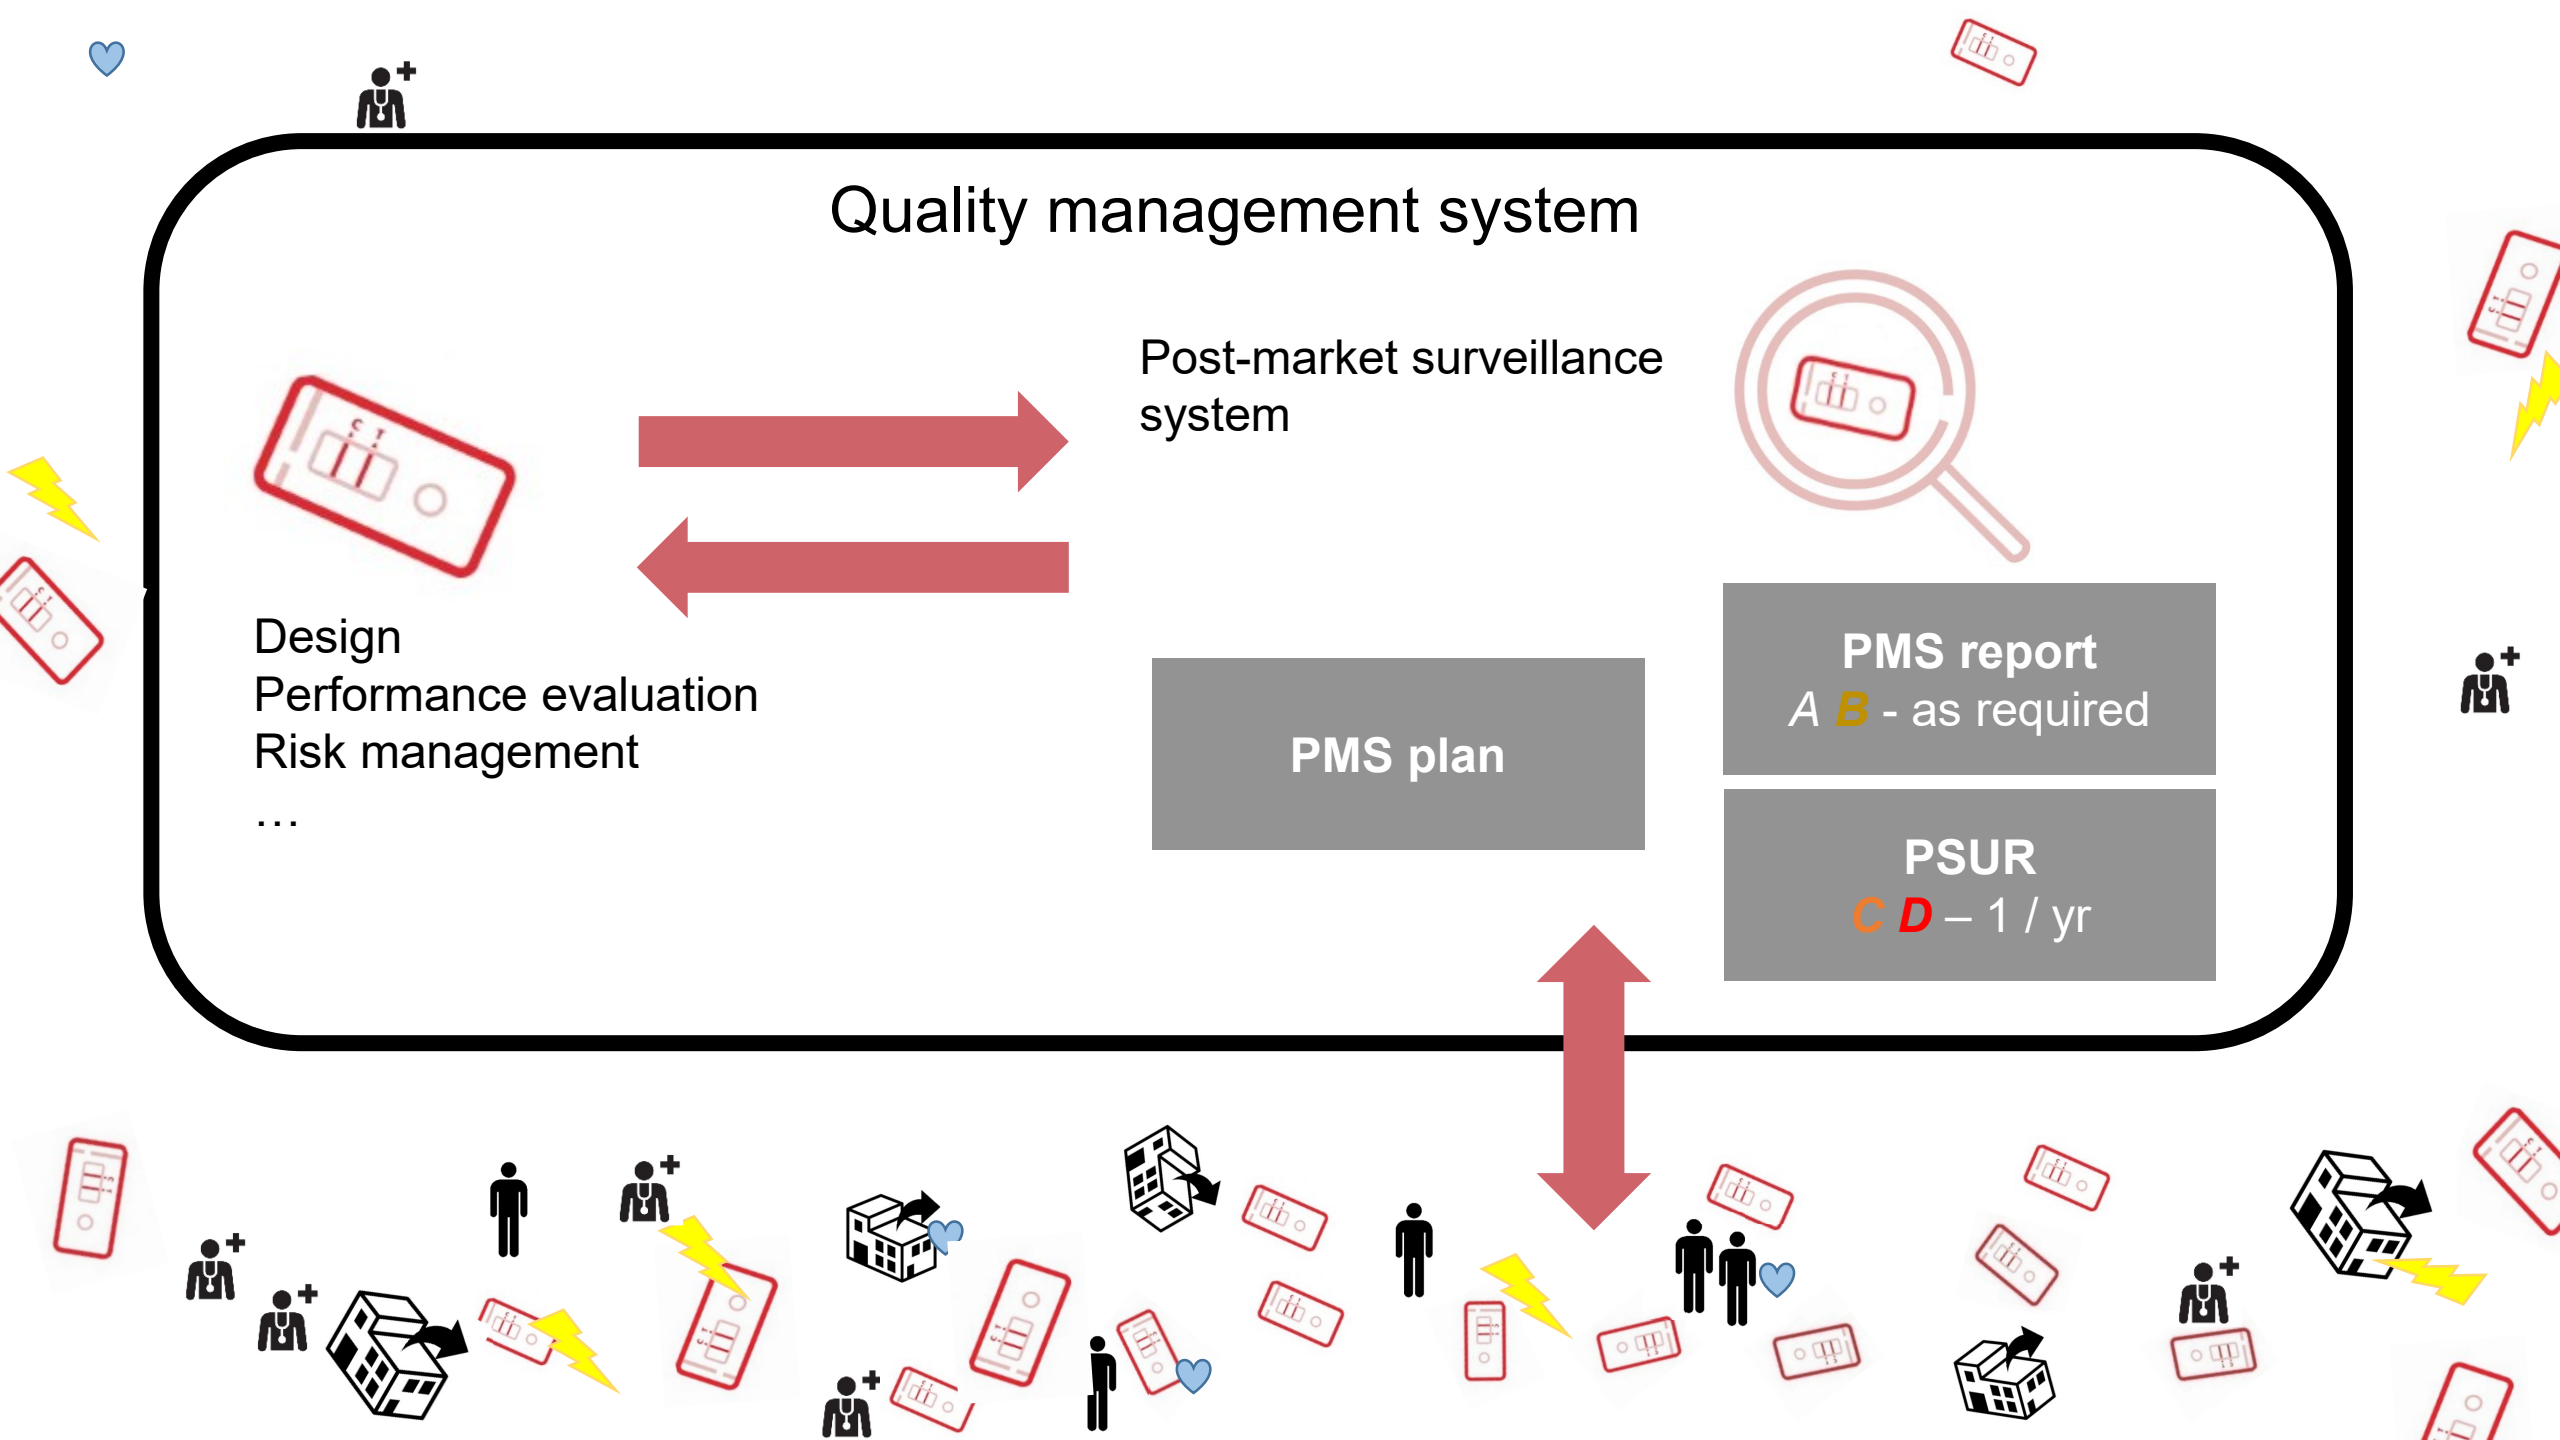 Quality management system
Post-market surveillance
system
C T
Design
Performance evaluation
Risk management
…
PMS plan
PMS report
A B - as required
PSUR
C D – 1 / yr